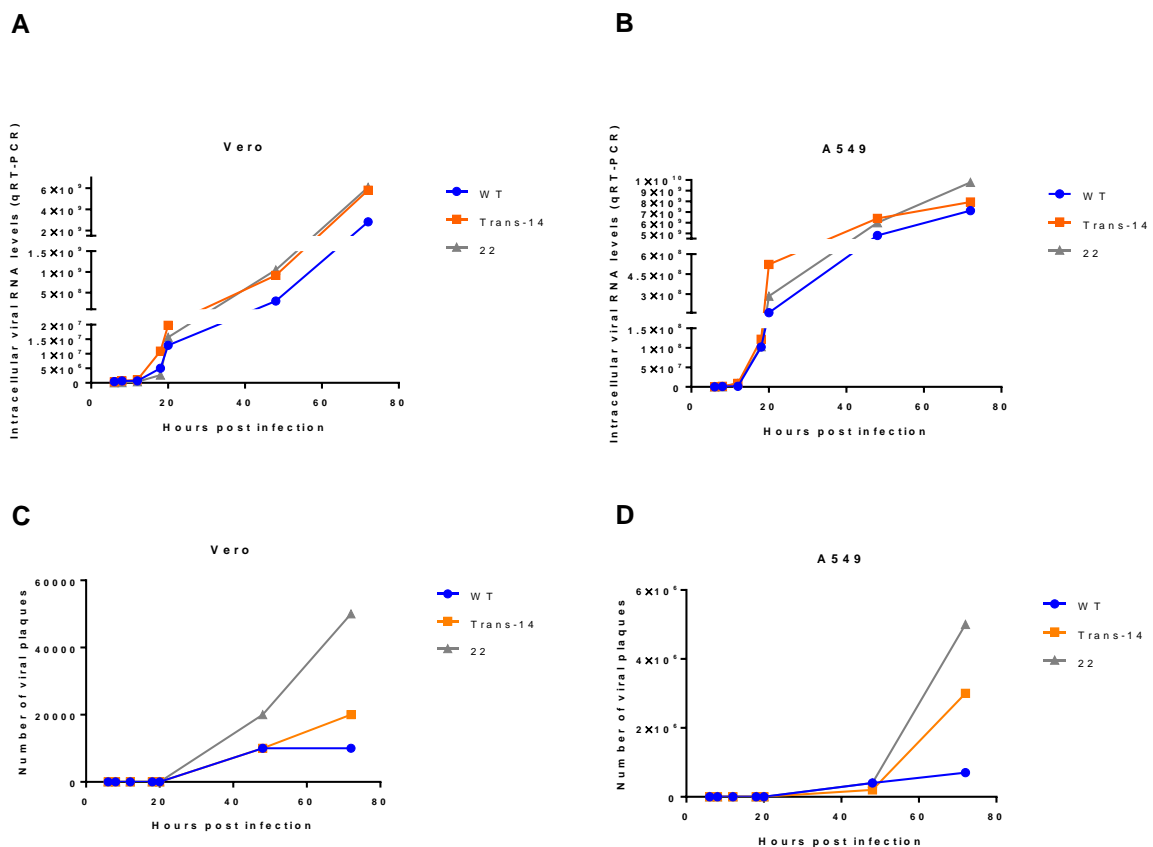 A
Vero
Intracellular viral RNA levels (qRT-PCR)
6×10⁹
4×10⁹
2×10⁹
1.5×10⁹
1×10⁹
5×10⁸
2×10⁷
1.5×10⁷
1×10⁷
5×10⁶
0
0 20 40 60 80
Hours post infection
WT
Trans-14
22
B
A549
Intracellular viral RNA levels (qRT-PCR)
1×10¹⁰
9×10⁹
8×10⁹
7×10⁹
6×10⁹
5×10⁹
6×10⁸
4.5×10⁸
3×10⁸
1.5×10⁸
1×10⁸
5×10⁷
0
0 20 40 60 80
Hours post infection
WT
Trans-14
22
C
Vero
Number of viral plaques
60000
40000
20000
0
0 20 40 60 80
Hours post infection
WT
Trans-14
22
D
A549
Number of viral plaques
6×10⁶
4×10⁶
2×10⁶
0
0 20 40 60 80
Hours post infection
WT
Trans-14
22